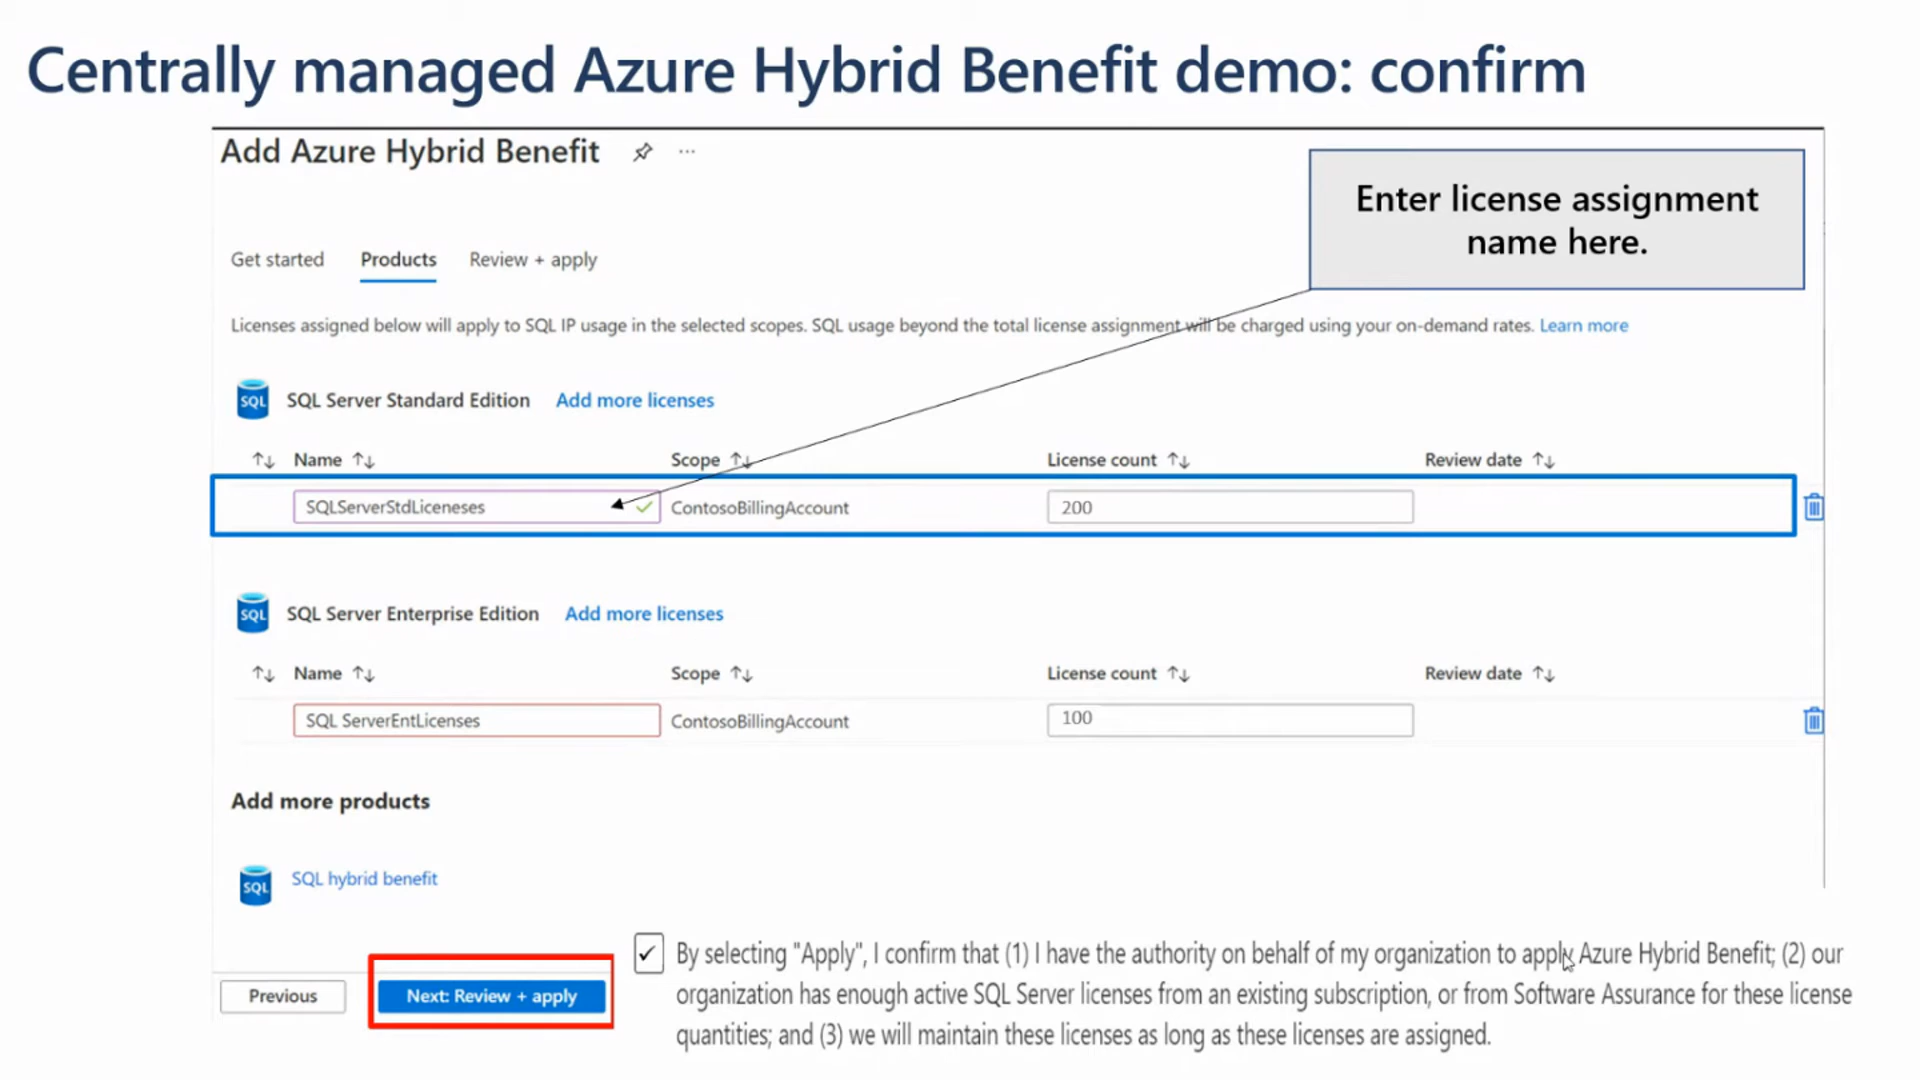 Centrally managed Azure Hybrid Benefit demo: confirm
Add Azure Hybrid Benefit
Enter license assignment
name here.
Get started Products Review + apply
Licenses assigned below will apply to SQL IP usage in the selected scopes. SQL usage beyond the total license assignment will be charged using your on-demand rates. Learn more
SQL SQL Server Standard Edition Add more licenses
Name Scope License count Review date
SQLServerStdLiceneses ContosoBillingAccount 200
SQL SQL Server Enterprise Edition Add more licenses
Name Scope License count Review date
SQL ServerEntLicenses ContosoBillingAccount 100
Add more products
SQL SQL hybrid benefit
Previous Next: Review + apply
By selecting "Apply", I confirm that (1) I have the authority on behalf of my organization to apply Azure Hybrid Benefit; (2) our
organization has enough active SQL Server licenses from an existing subscription, or from Software Assurance for these license
quantities; and (3) we will maintain these licenses as long as these licenses are assigned.